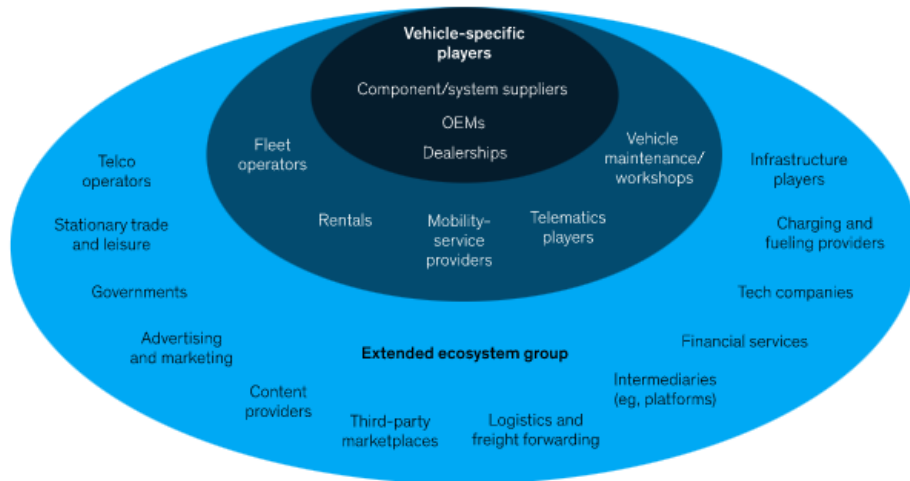 Vehicle-specific
players
Component/system suppliers
OEMs
Dealerships
Fleet
operators
Vehicle
maintenance/
workshops
Rentals
Mobility-
service
providers
Telematics
players
Telco
operators
Infrastructure
players
Stationary trade
and leisure
Charging and
fueling providers
Governments
Tech companies
Advertising
and marketing
Extended ecosystem group
Financial services
Content
providers
Intermediaries
(eg, platforms)
Third-party
marketplaces
Logistics and
freight forwarding